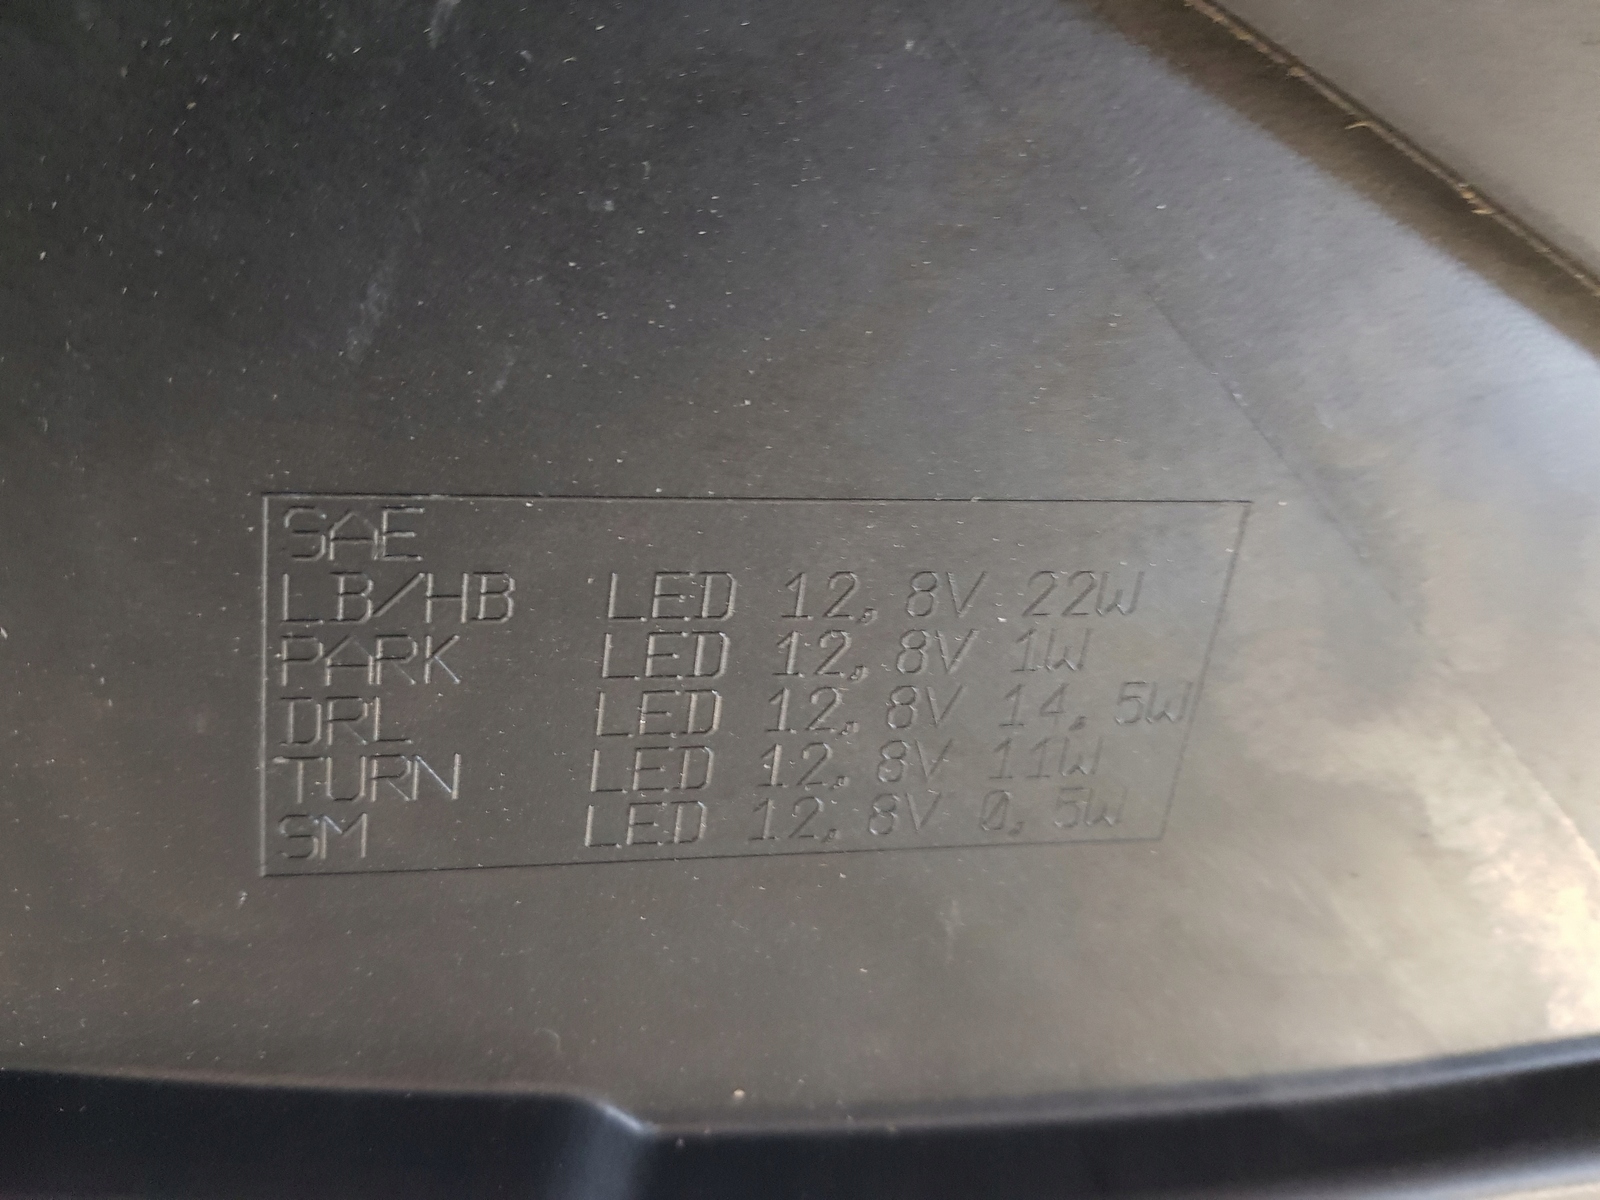 SAE
LB/HB LED 12,8V 22W
PARK LED 12,8V 1W
DRL LED 12,8V 14,5W
TURN LED 12,8V 11W
SM LED 12,8V 0,5W